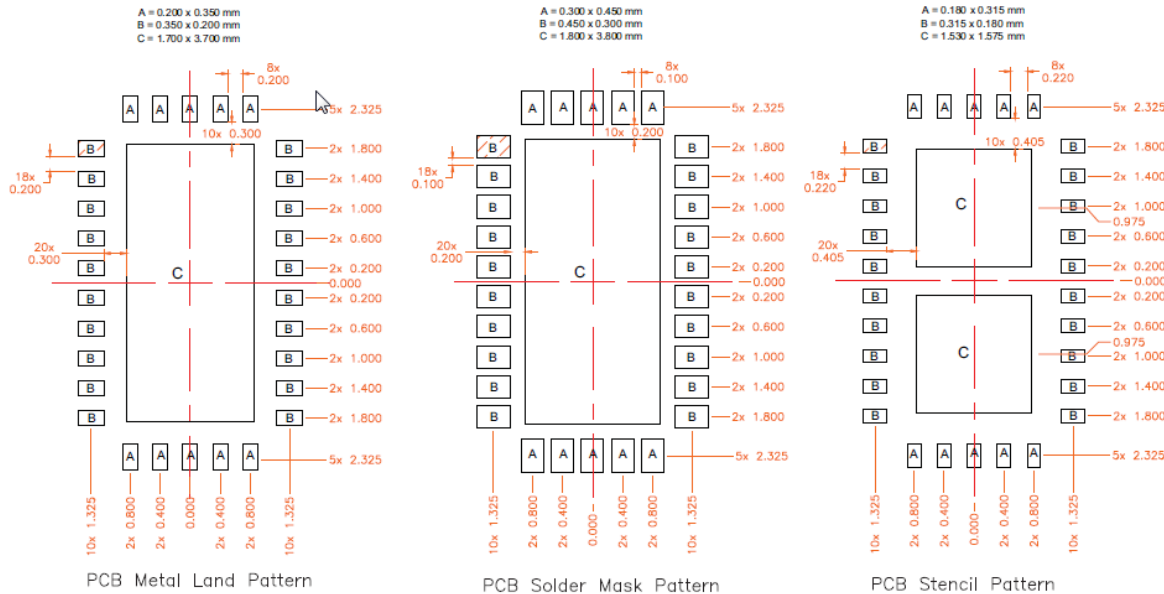 A = 0.200 x 0.350 mm
B = 0.350 x 0.200 mm
C = 1.700 x 3.700 mm
8x
0.200
A A A A A
5x 2.325
10x 0.300
B B 2x 1.800
18x
0.200
B B 2x 1.400
B B 2x 1.000
B B 2x 0.600
20x
0.300
B C B 2x 0.200
0.000
B B 2x 0.200
B B 2x 0.600
B B 2x 1.000
B B 2x 1.400
B B 2x 1.800
A A A A A
5x 2.325
10x 1.325
2x 0.800
2x 0.400
0.000
2x 0.400
2x 0.800
10x 1.325
PCB Metal Land Pattern
A = 0.300 x 0.450 mm
B = 0.450 x 0.300 mm
C = 1.800 x 3.800 mm
8x
0.100
A A A A A
5x 2.325
10x 0.200
B B 2x 1.800
18x
0.100
B B 2x 1.400
B B 2x 1.000
B B 2x 0.600
20x
0.200
B C B 2x 0.200
0.000
B B 2x 0.200
B B 2x 0.600
B B 2x 1.000
B B 2x 1.400
B B 2x 1.800
A A A A A
5x 2.325
10x 1.325
2x 0.800
2x 0.400
0.000
2x 0.400
2x 0.800
10x 1.325
PCB Solder Mask Pattern
A = 0.180 x 0.315 mm
B = 0.315 x 0.180 mm
C = 1.530 x 1.575 mm
8x
0.220
A A A A A
5x 2.325
10x 0.405
B B 2x 1.800
18x
0.220
B B 2x 1.400
B C B 2x 1.000
0.975
B B 2x 0.600
20x
0.405
B B 2x 0.200
0.000
B B 2x 0.200
B B 2x 0.600
0.975
B C B 2x 1.000
B B 2x 1.400
B B 2x 1.800
A A A A A
5x 2.325
10x 1.325
2x 0.800
2x 0.400
0.000
2x 0.400
2x 0.800
10x 1.325
PCB Stencil Pattern